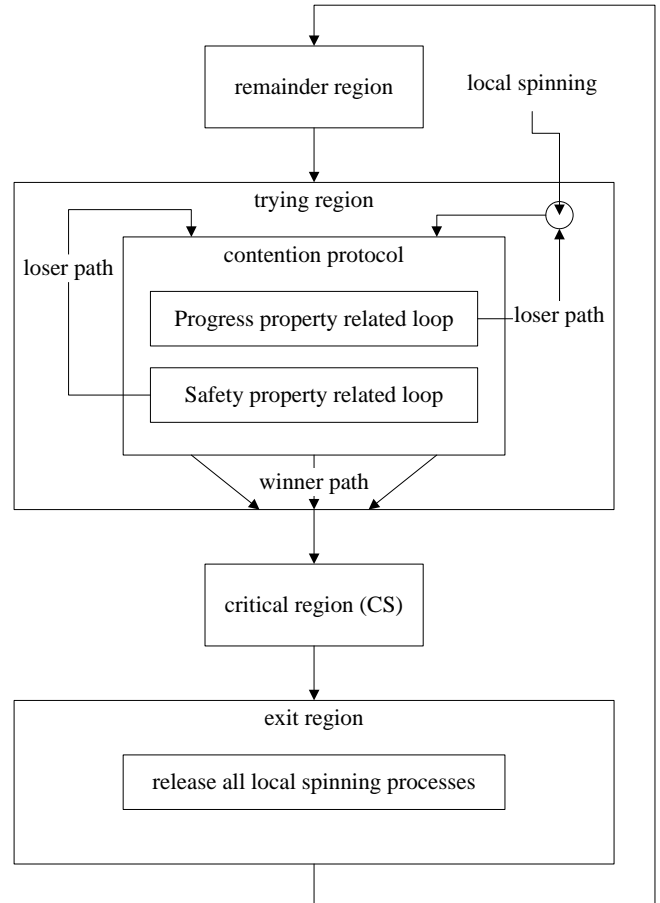 remainder region
local spinning
trying region
contention protocol
loser path
Progress property related loop
loser path
Safety property related loop
winner path
critical region (CS)
exit region
release all local spinning processes